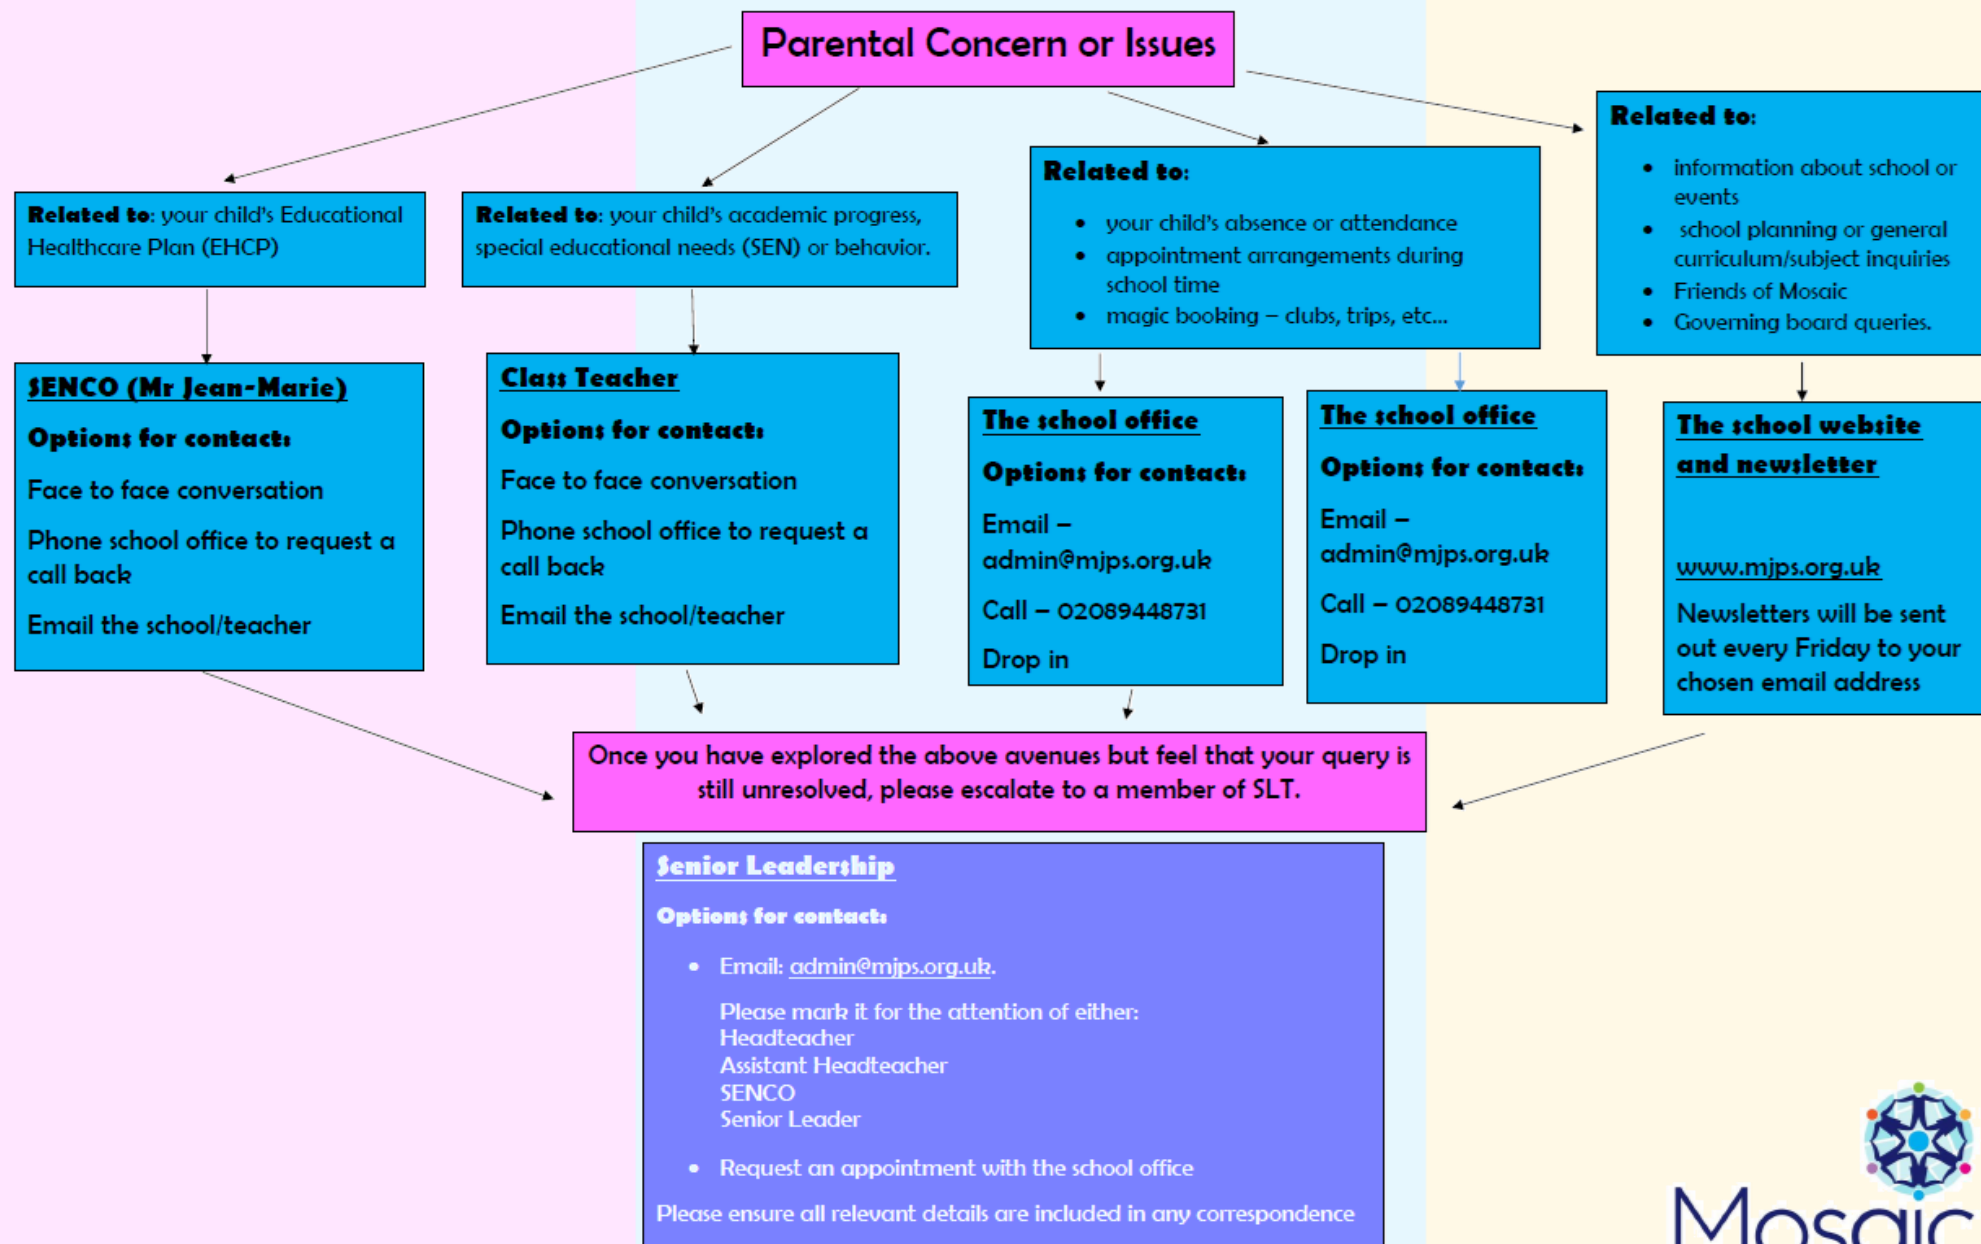 Parental Concern or Issues
Related to: your child's Educational
Healthcare Plan (EHCP)
Related to: your child's academic progress,
special educational needs (SEN) or behavior.
Related to:
• your child's absence or attendance
• appointment arrangements during
school time
• magic booking – clubs, trips, etc...
Related to:
• information about school or
events
• school planning or general
curriculum/subject inquiries
• Friends of Mosaic
• Governing board queries.
SENCO (Mr Jean-Marie)
Options for contact:
Face to face conversation
Phone school office to request a
call back
Email the school/teacher
Class Teacher
Options for contact:
Face to face conversation
Phone school office to request a
call back
Email the school/teacher
The school office
Options for contact:
Email –
admin@mjps.org.uk
Call – 02089448731
Drop in
The school office
Options for contact:
Email –
admin@mjps.org.uk
Call – 02089448731
Drop in
The school website
and newsletter
www.mjps.org.uk
Newsletters will be sent
out every Friday to your
chosen email address
Once you have explored the above avenues but feel that your query is
still unresolved, please escalate to a member of SLT.
Senior Leadership
Options for contact:
• Email: admin@mjps.org.uk.
Please mark it for the attention of either:
Headteacher
Assistant Headteacher
SENCO
Senior Leader
• Request an appointment with the school office
Please ensure all relevant details are included in any correspondence
Mosaic